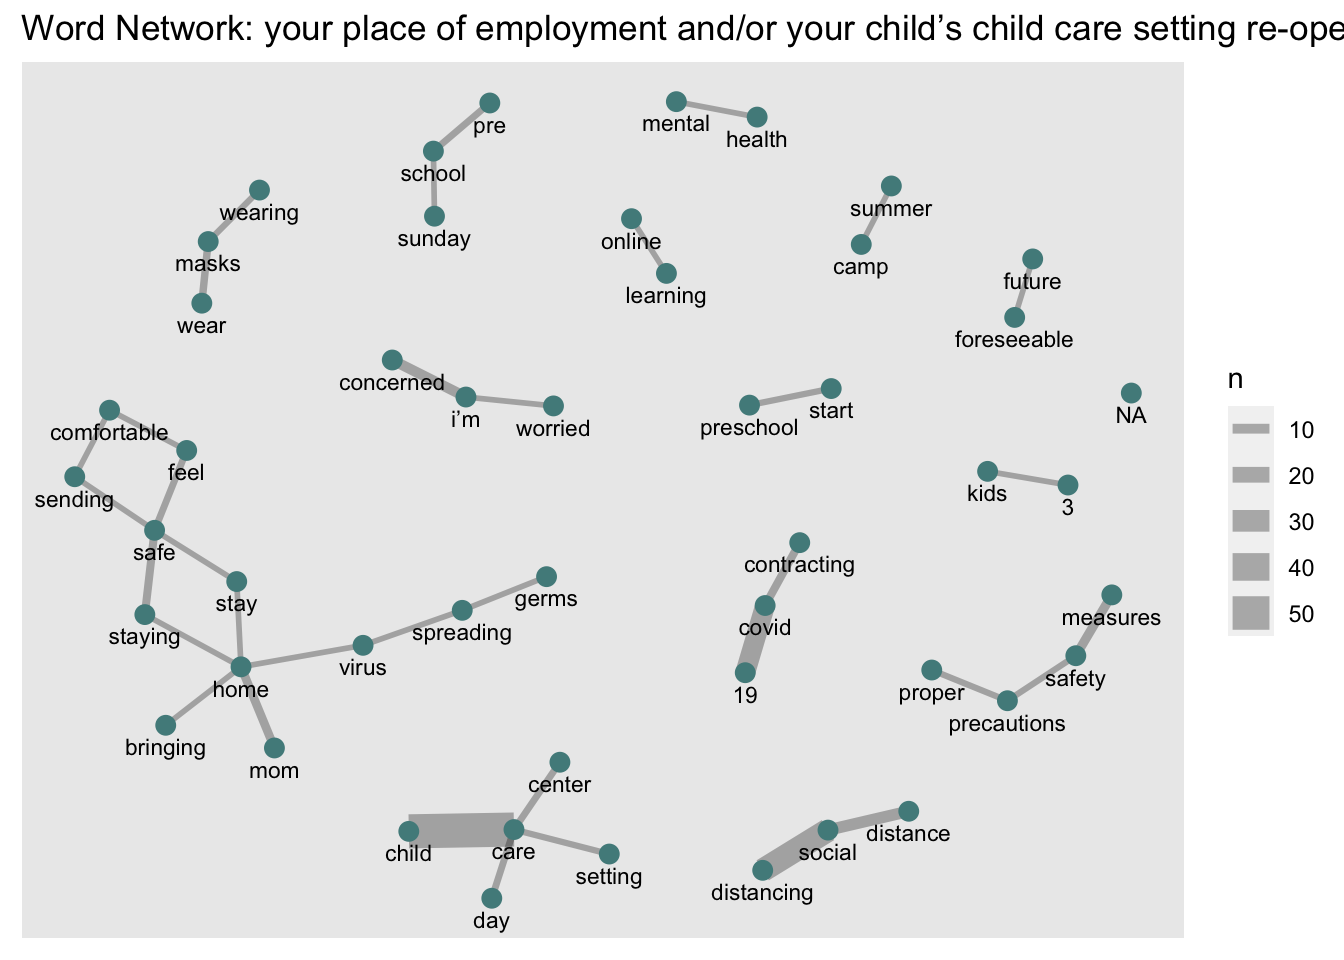 Word Network: your place of employment and/or your child’s child care setting re-ope
pre
mental
health
school
wearing
summer
sunday
online
masks
camp
future
learning
wear
foreseeable
concerned
i’m
worried
preschool
start
NA
comfortable
feel
sending
kids
3
safe
contracting
stay
germs
staying
spreading
covid
measures
virus
home
19
proper
safety
precautions
bringing
mom
center
child
care
setting
day
distance
social
distancing
n
10
20
30
40
50